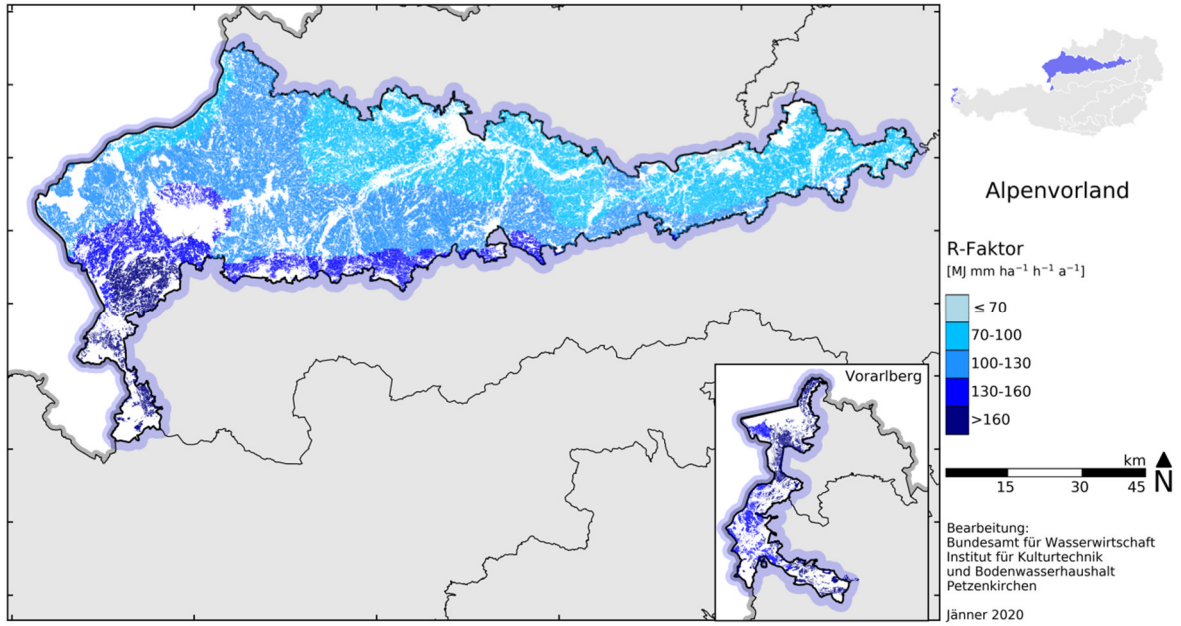 Alpenvorland
R-Faktor
[MJ mm ha⁻¹ h⁻¹ a⁻¹]
≤ 70
70-100
100-130
130-160
>160
Vorarlberg
km
15 30 45
N
Bearbeitung:
Bundesamt für Wasserwirtschaft
Institut für Kulturtechnik
und Bodenwasserhaushalt
Petzenkirchen
Jänner 2020